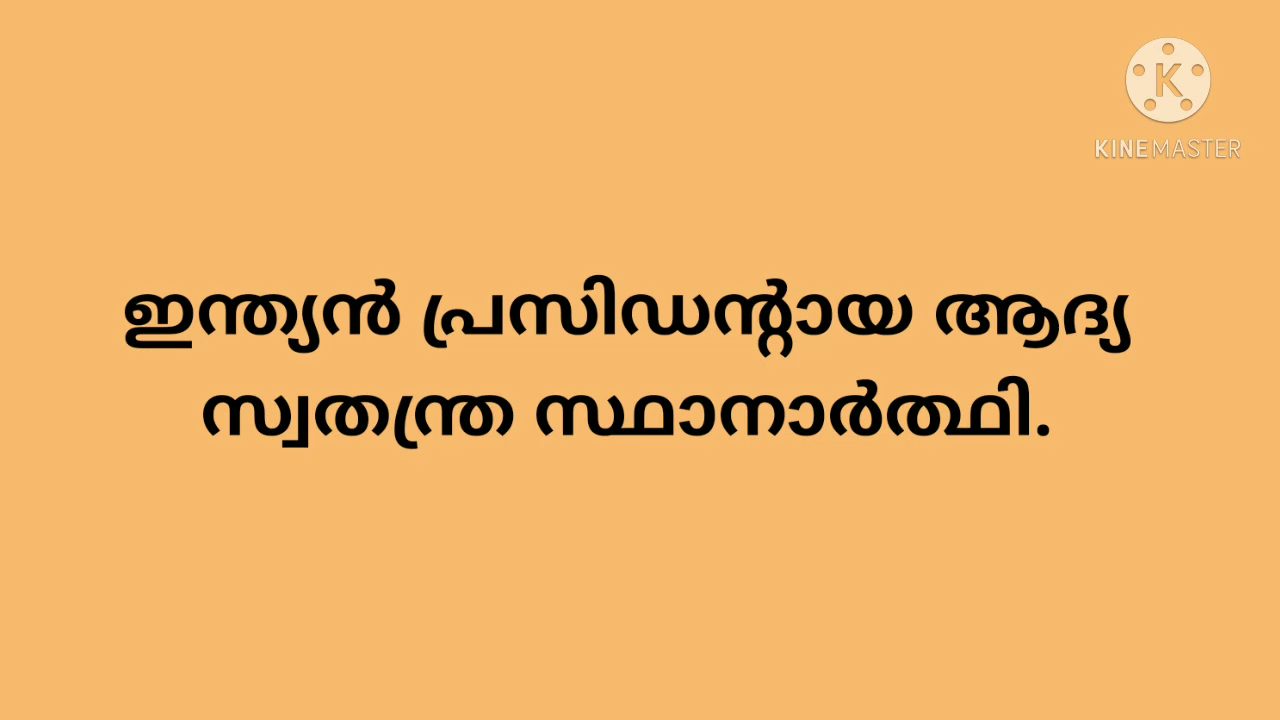 KINEMASTER
ഇന്ത്യൻ പ്രസിഡന്റായ ആദ്യ
സ്വതന്ത്ര സ്ഥാനാർത്ഥി.